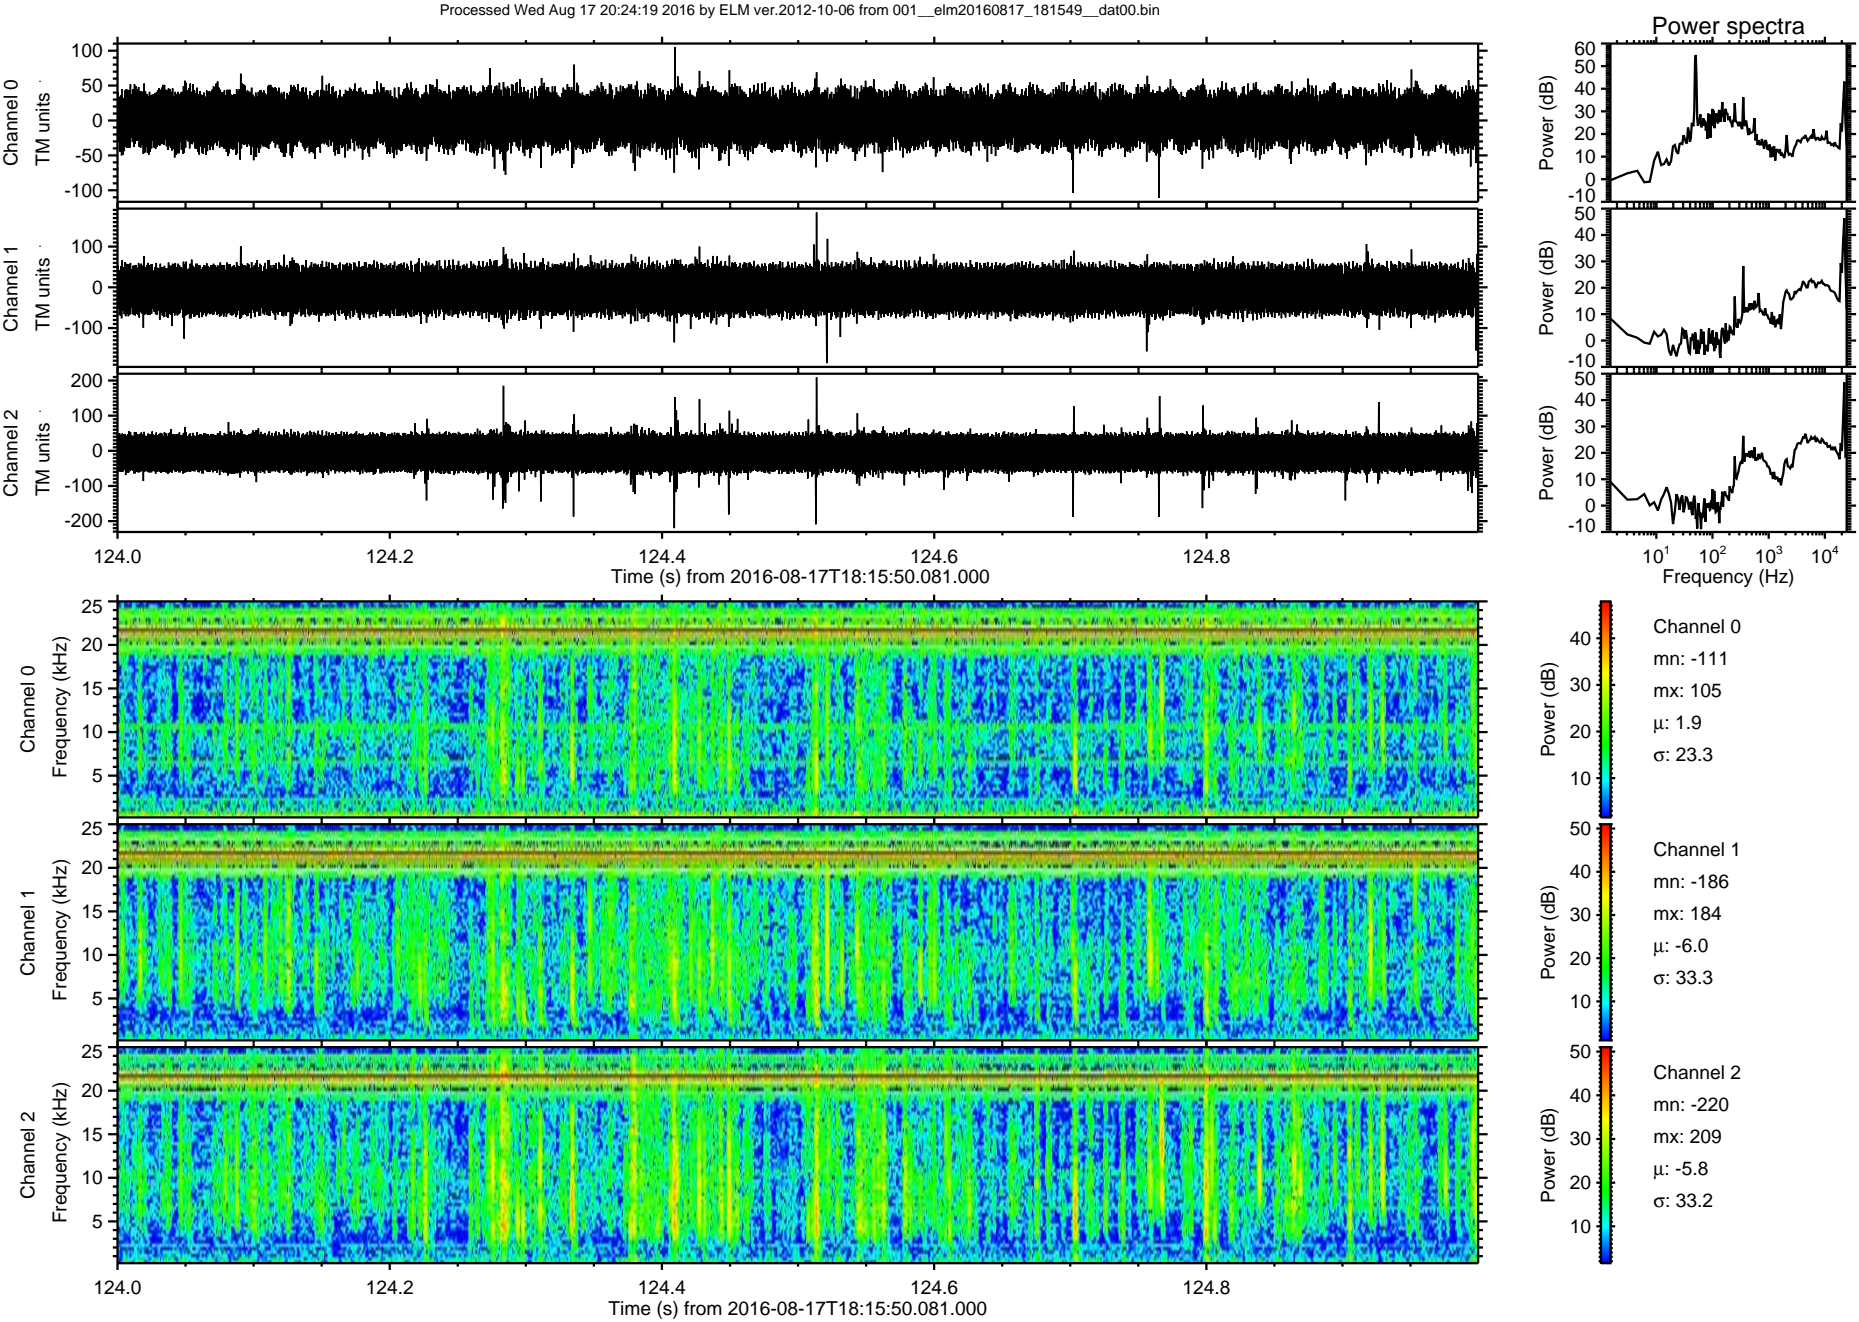 Processed Wed Aug 17 20:24:19 2016 by ELM ver.2012-10-06 from 001__elm20160817_181549__dat00.bin
Power spectra
Channel 0
TM units
100
50
0
-50
-100
Power (dB)
60
50
40
30
20
10
0
-10
Channel 1
TM units
100
0
-100
Power (dB)
50
40
30
20
10
0
-10
Channel 2
TM units
200
100
0
-100
-200
Power (dB)
50
40
30
20
10
0
-10
124.0 124.2 124.4 124.6 124.8
Time (s) from 2016-08-17T18:15:50.081.000
10^1 10^2 10^3 10^4
Frequency (Hz)
Channel 0
Frequency (kHz)
25
20
15
10
5
Power (dB)
40
30
20
10
Channel 0
mn: -111
mx: 105
μ: 1.9
σ: 23.3
Channel 1
Frequency (kHz)
25
20
15
10
5
Power (dB)
50
40
30
20
10
Channel 1
mn: -186
mx: 184
μ: -6.0
σ: 33.3
Channel 2
Frequency (kHz)
25
20
15
10
5
Power (dB)
50
40
30
20
10
Channel 2
mn: -220
mx: 209
μ: -5.8
σ: 33.2
124.0 124.2 124.4 124.6 124.8
Time (s) from 2016-08-17T18:15:50.081.000